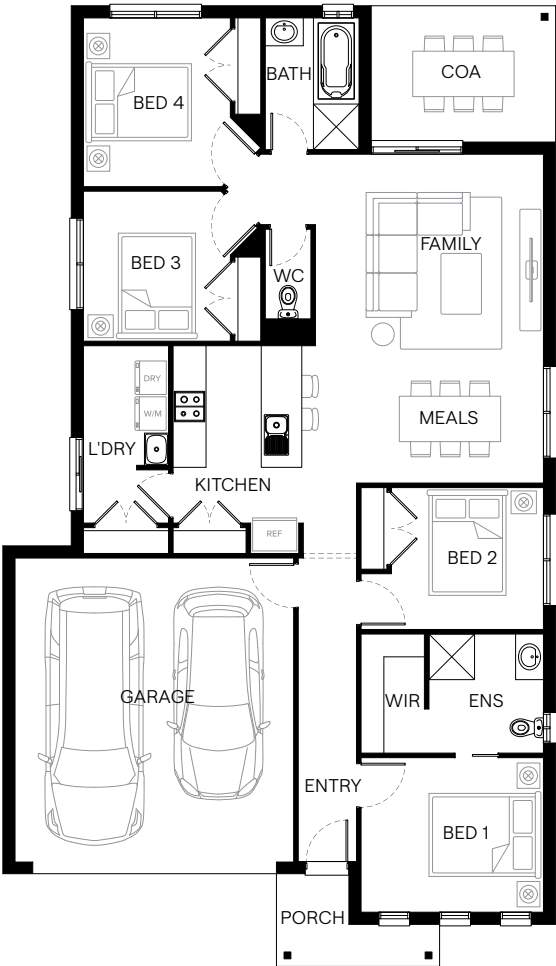 BED 4
BATH
COA
BED 3
WC
FAMILY
DRY
W/M
L'DRY
KITCHEN
MEALS
REF
BED 2
GARAGE
WIR
ENS
ENTRY
BED 1
PORCH